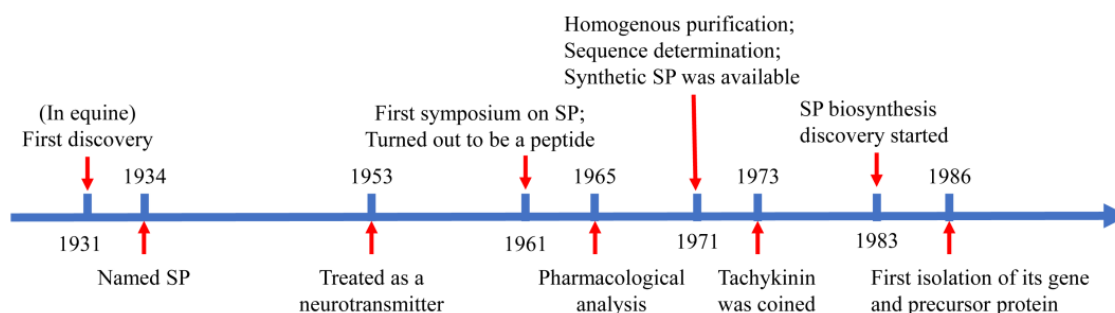 Homogenous purification;
Sequence determination;
Synthetic SP was available
(In equine)
First discovery
First symposium on SP;
Turned out to be a peptide
SP biosynthesis
discovery started
1934
1953
1965
1973
1986
1931
1961
1971
1983
Named SP
Treated as a
neurotransmitter
Pharmacological
analysis
Tachykinin
was coined
First isolation of its gene
and precursor protein